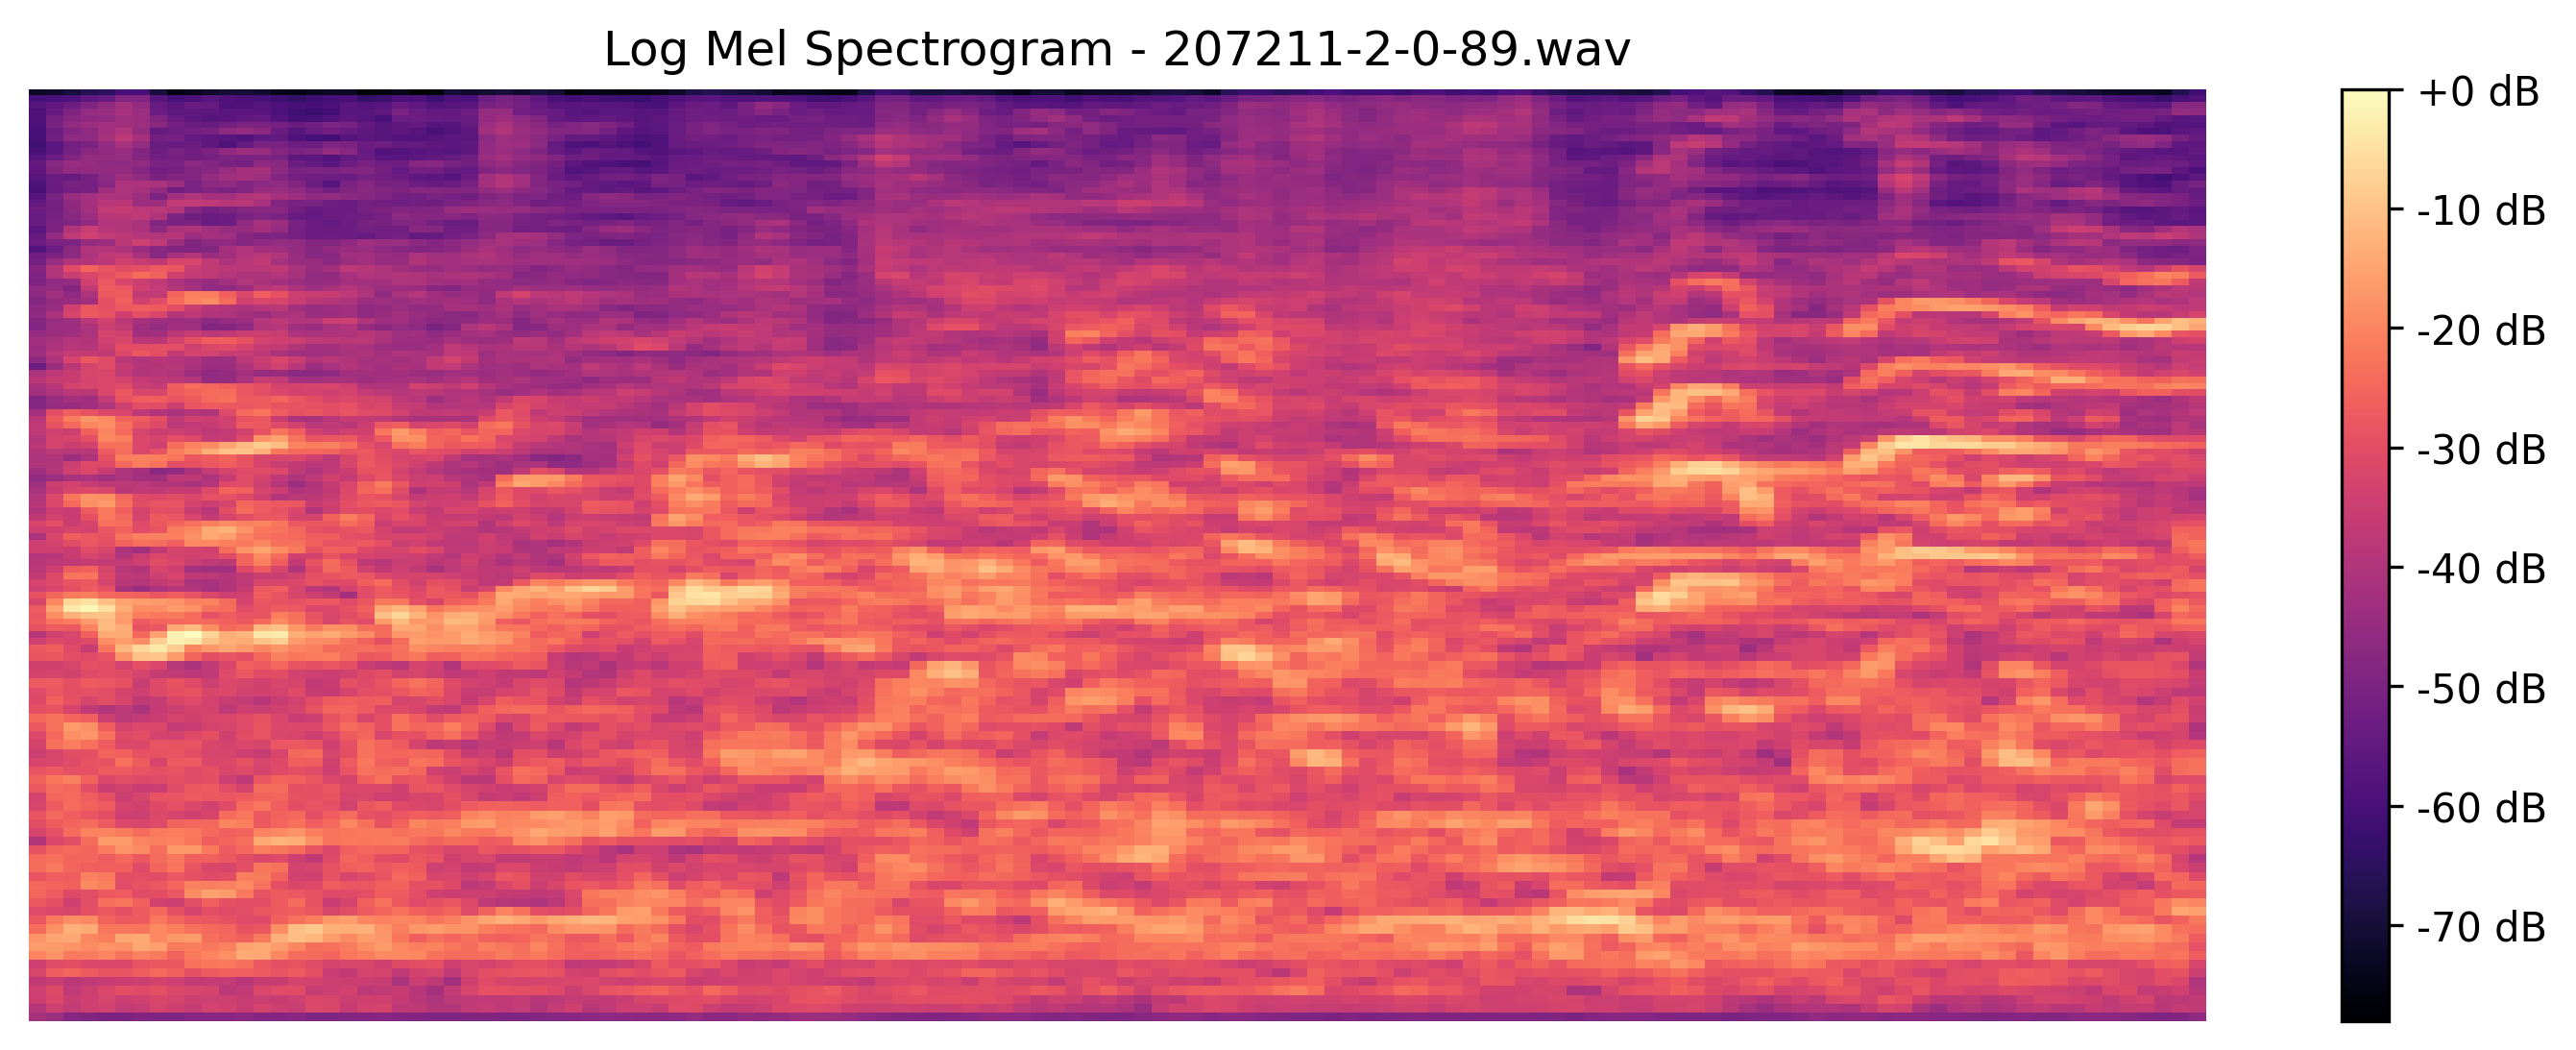 Log Mel Spectrogram - 207211-2-0-89.wav
+0 dB
-10 dB
-20 dB
-30 dB
-40 dB
-50 dB
-60 dB
-70 dB